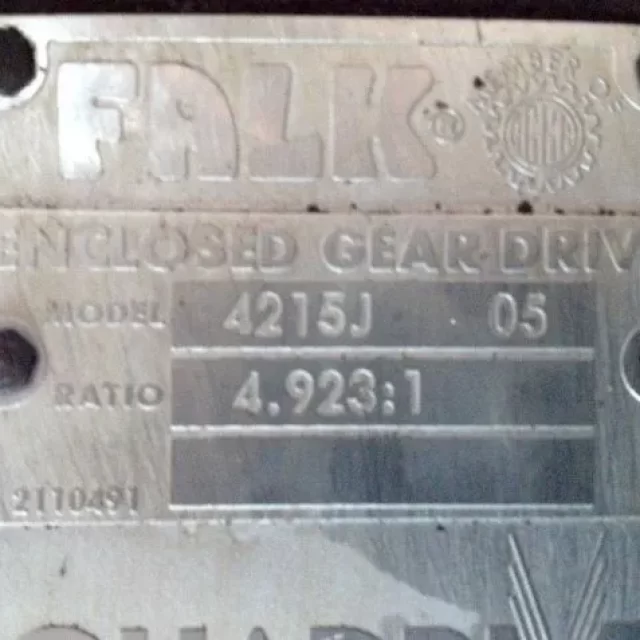 FALK®
ENCLOSED GEAR DRIV
MODEL 4215J 05
RATIO 4.923:1
2110491